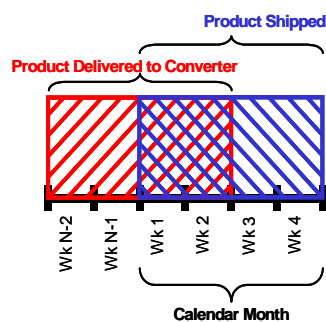 Product Shipped
Product Delivered to Converter
Wk N-2
Wk N-1
Wk 1
Wk 2
Wk 3
Wk 4
Calendar Month